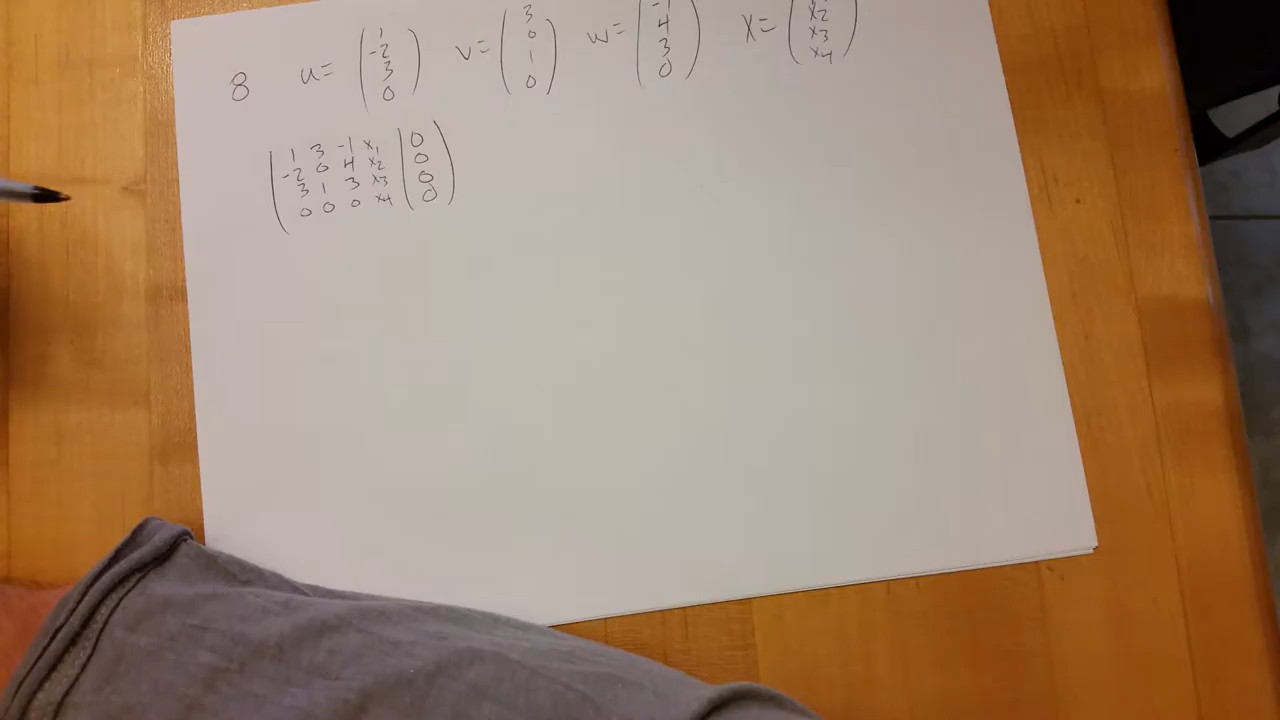 8 u= ( 1 -2 3 0 ) v= ( 3 0 1 0 ) w= ( -1 4 3 0 ) x= ( x2 x3 x4 )
( 1 3 -1 x1 | 0
-2 0 4 x2 | 0
3 1 3 x3 | 0
0 0 0 x4 | 0 )